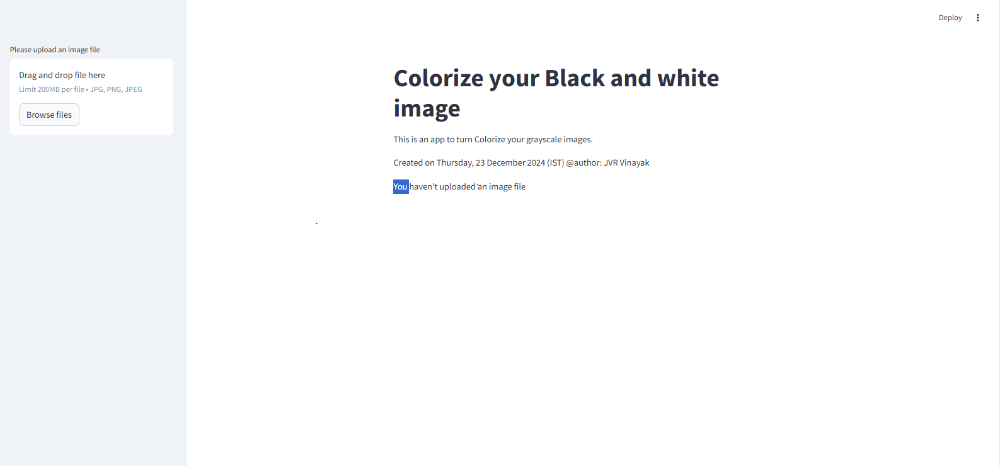 Deploy
Please upload an image file
Drag and drop file here
Limit 200MB per file • JPG, PNG, JPEG
Browse files
Colorize your Black and white
image
This is an app to turn Colorize your grayscale images.
Created on Thursday, 23 December 2024 (IST) @author: JVR Vinayak
You haven't uploaded an image file